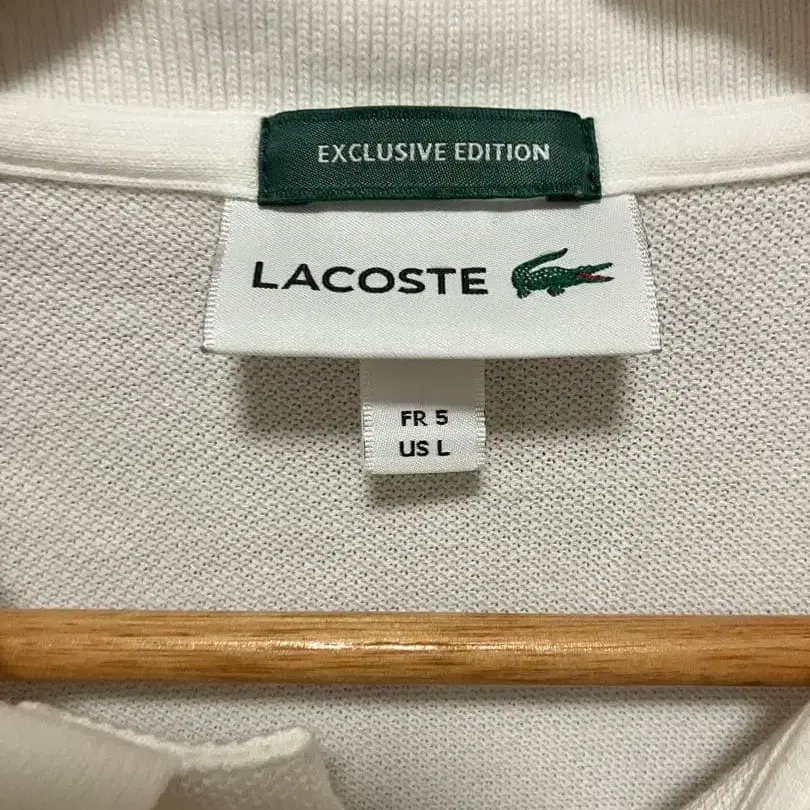 EXCLUSIVE EDITION
LACOSTE
FR 5
US L